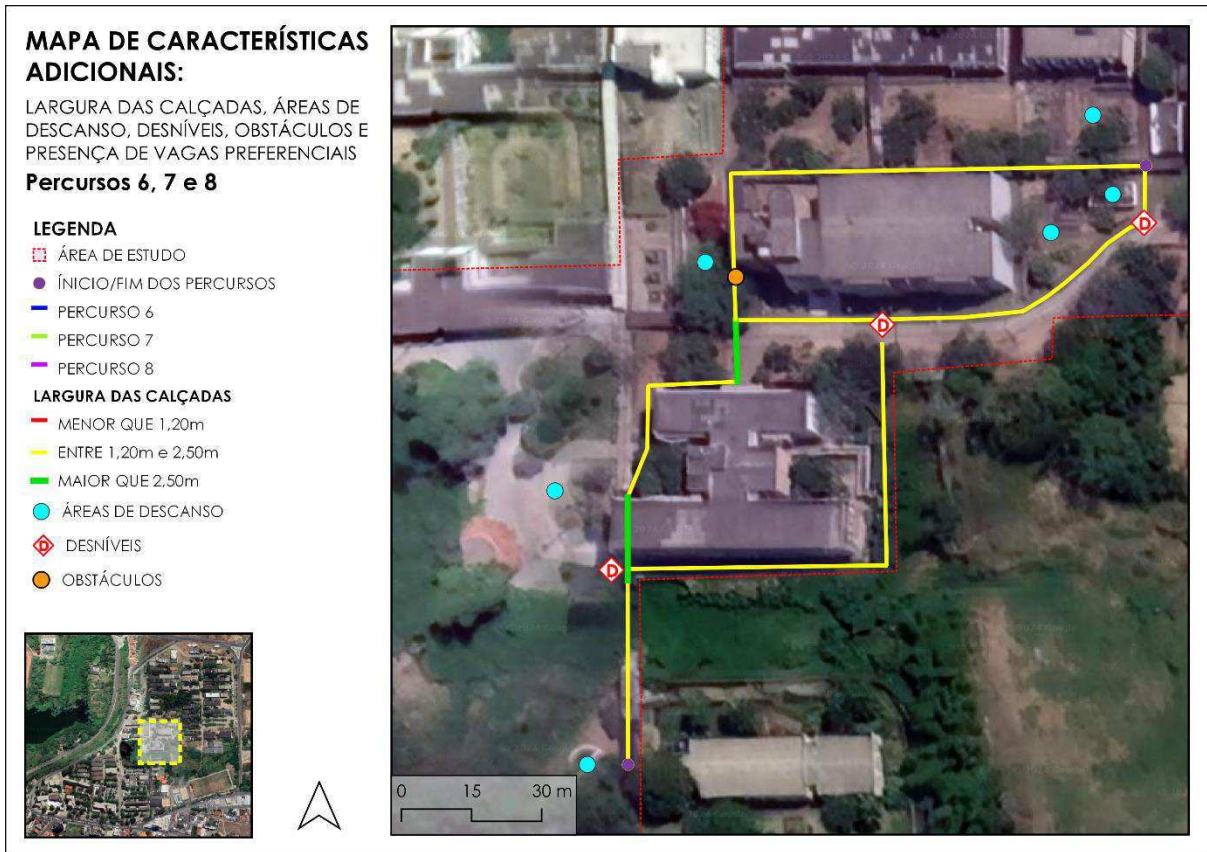 MAPA DE CARACTERÍSTICAS
ADICIONAIS:
LARGURA DAS CALÇADAS, ÁREAS DE
DESCANSO, DESNÍVEIS, OBSTÁCULOS E
PRESENÇA DE VAGAS PREFERENCIAIS
Percursos 6, 7 e 8
LEGENDA
ÁREA DE ESTUDO
ÍNICIO/FIM DOS PERCURSOS
PERCURSO 6
PERCURSO 7
PERCURSO 8
LARGURA DAS CALÇADAS
MENOR QUE 1,20m
ENTRE 1,20m e 2,50m
MAIOR QUE 2,50m
ÁREAS DE DESCANSO
D DESNÍVEIS
OBSTÁCULOS
D
D
D
0 15 30 m